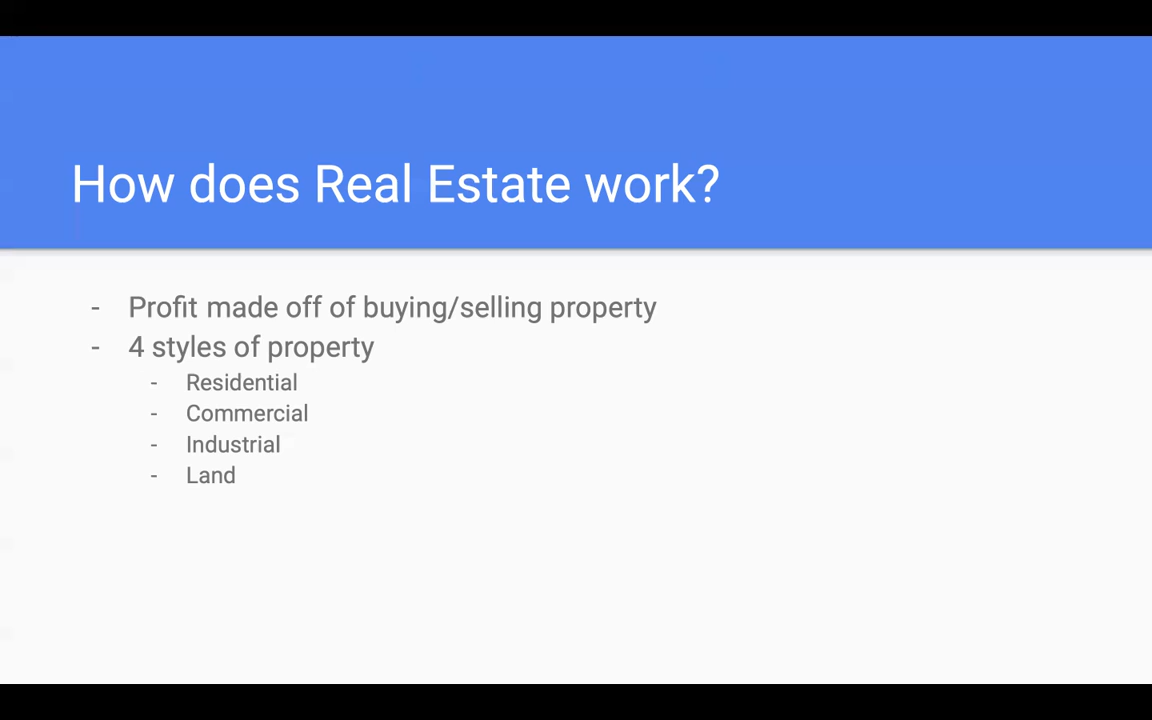 How does Real Estate work?
- Profit made off of buying/selling property
- 4 styles of property
- Residential
- Commercial
- Industrial
- Land